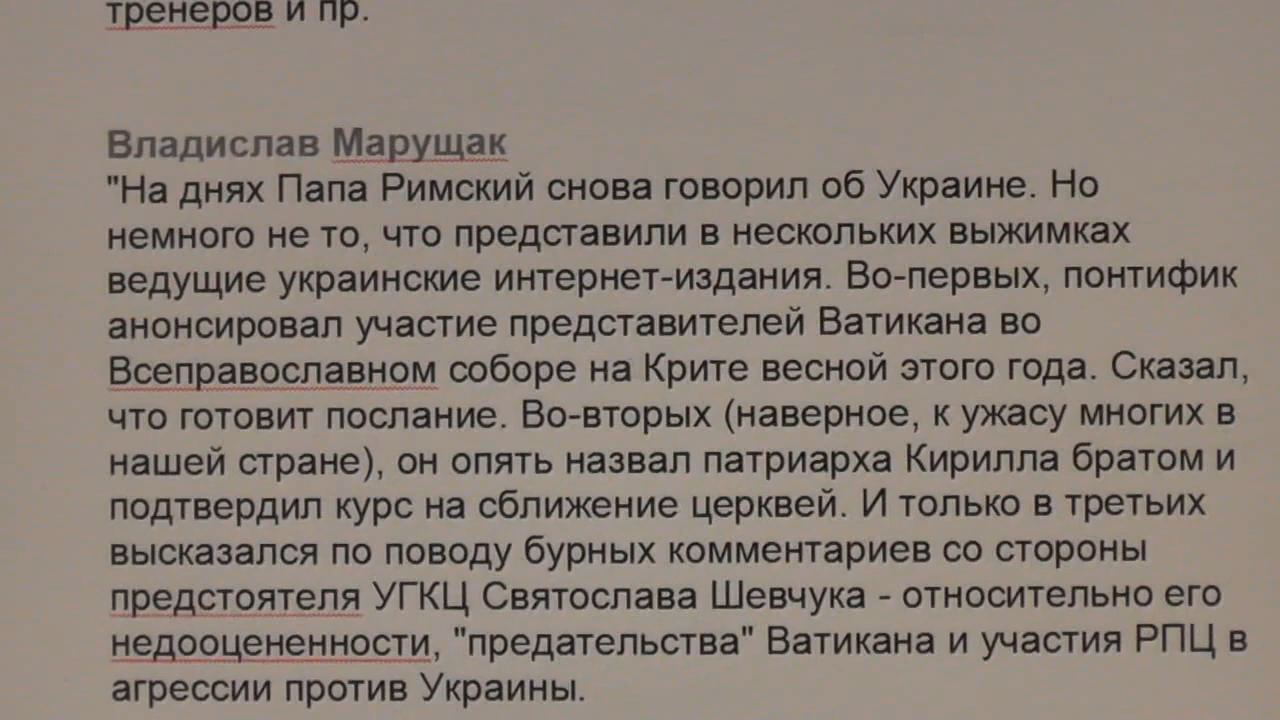 тренеров и пр.
Владислав Марущак
"На днях Папа Римский снова говорил об Украине. Но
немного не то, что представили в нескольких выжимках
ведущие украинские интернет-издания. Во-первых, понтифик
анонсировал участие представителей Ватикана во
Всеправославном соборе на Крите весной этого года. Сказал,
что готовит послание. Во-вторых (наверное, к ужасу многих в
нашей стране), он опять назвал патриарха Кирилла братом и
подтвердил курс на сближение церквей. И только в третьих
высказался по поводу бурных комментариев со стороны
предстоятеля УГКЦ Святослава Шевчука - относительно его
недооцененности, "предательства" Ватикана и участия РПЦ в
агрессии против Украины.